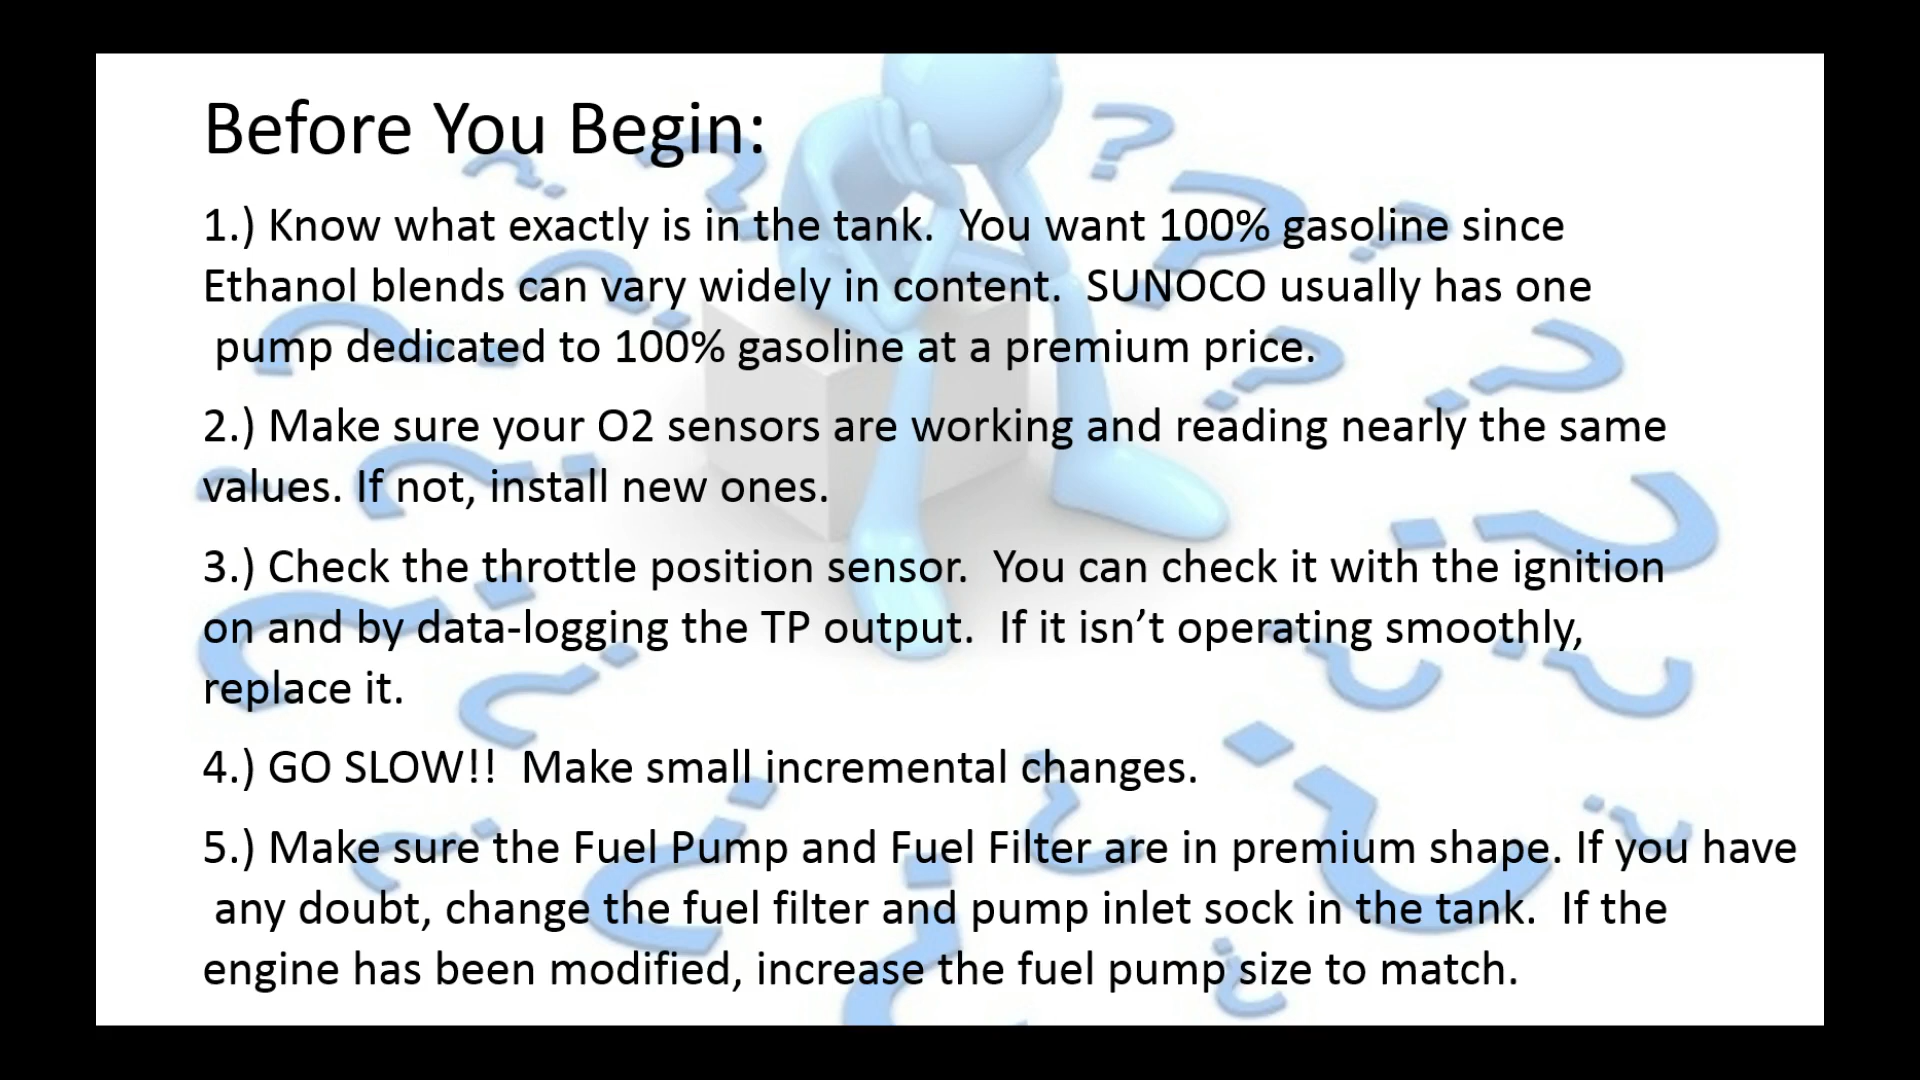 Before You Begin:
1.) Know what exactly is in the tank.  You want 100% gasoline since
Ethanol blends can vary widely in content.  SUNOCO usually has one
pump dedicated to 100% gasoline at a premium price.
2.) Make sure your O2 sensors are working and reading nearly the same
values. If not, install new ones.
3.) Check the throttle position sensor.  You can check it with the ignition
on and by data-logging the TP output.  If it isn’t operating smoothly,
replace it.
4.) GO SLOW!!  Make small incremental changes.
5.) Make sure the Fuel Pump and Fuel Filter are in premium shape. If you have
any doubt, change the fuel filter and pump inlet sock in the tank.  If the
engine has been modified, increase the fuel pump size to match.